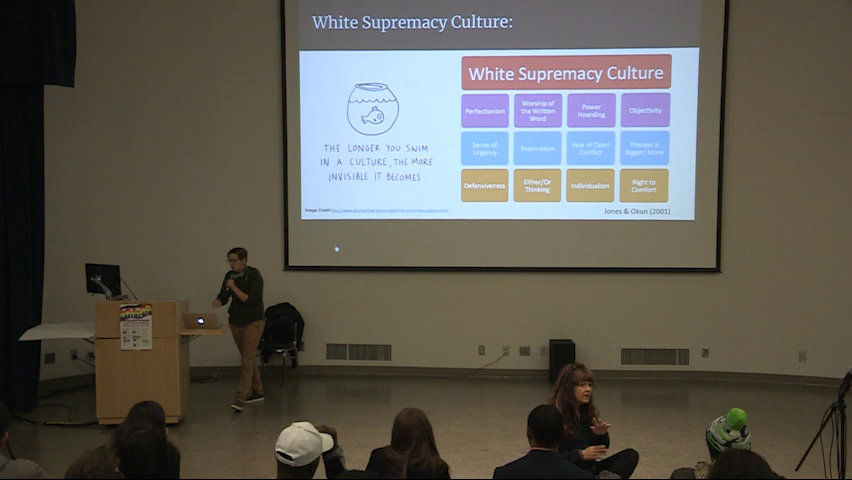 White Supremacy Culture:
THE LONGER YOU SWIM
IN A CULTURE, THE MORE
INVISIBLE IT BECOMES
White Supremacy Culture
Perfectionism
Worship of
the Written
Word
Power
Hoarding
Objectivity
Sense of
Urgency
Paternalism
Fear of Open
Conflict
Process is
Bigger; More
Defensiveness
Either/Or
Thinking
Individualism
Right to
Comfort
Image Credit
Jones & Okun (2001)